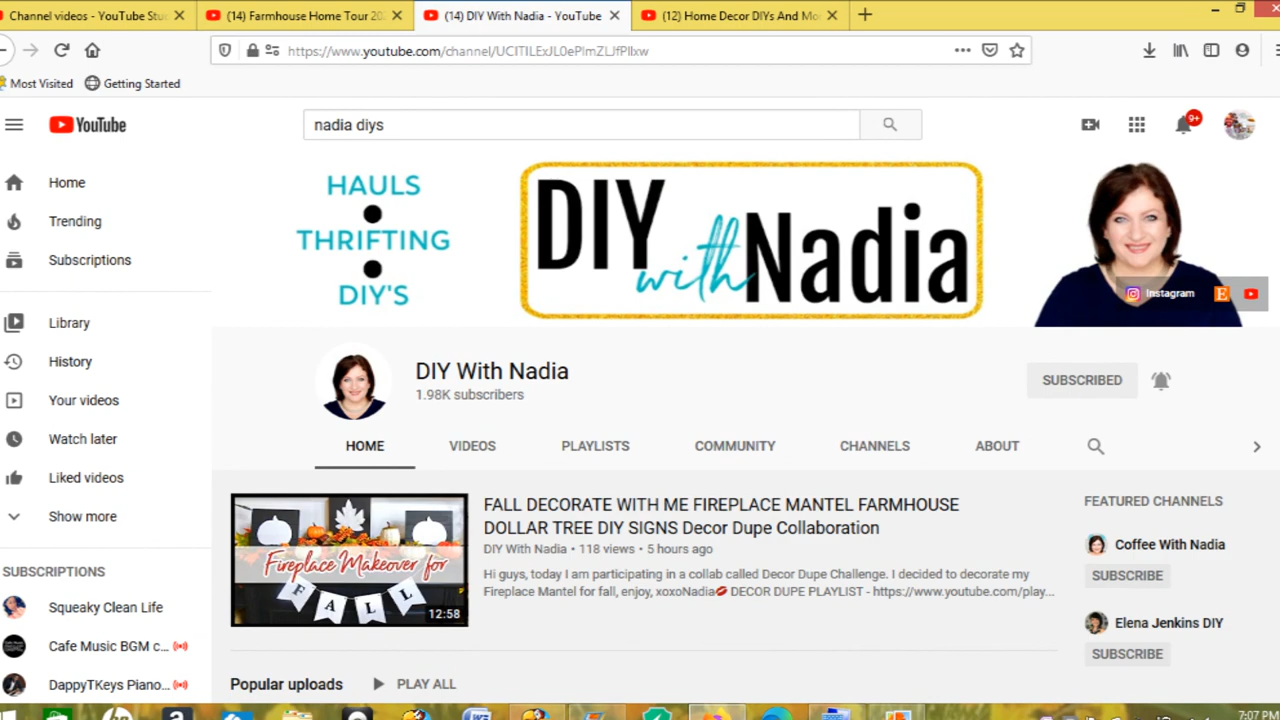 Channel videos - YouTube Stu
(14) Farmhouse Home Tour 202
(14) DIY With Nadia - YouTube
(12) Home Decor DIYs And Mo
https://www.youtube.com/channel/UCITILExJL0ePImZLJfPIlxw
Most Visited
Getting Started
YouTube
nadia diys
9+
Home
Trending
Subscriptions
Library
History
Your videos
Watch later
Liked videos
Show more
SUBSCRIPTIONS
Squeaky Clean Life
Cafe Music BGM c...
DappyTKeys Piano...
HAULS
THRIFTING
DIY'S
DIY with Nadia
Instagram
DIY With Nadia
1.98K subscribers
SUBSCRIBED
HOME
VIDEOS
PLAYLISTS
COMMUNITY
CHANNELS
ABOUT
Fireplace Makeover for
FALL
12:58
FALL DECORATE WITH ME FIREPLACE MANTEL FARMHOUSE
DOLLAR TREE DIY SIGNS Decor Dupe Collaboration
DIY With Nadia • 118 views • 5 hours ago
Hi guys, today I am participating in a collab called Decor Dupe Challenge. I decided to decorate my
Fireplace Mantel for fall, enjoy, xoxoNadia💋 DECOR DUPE PLAYLIST - https://www.youtube.com/play...
FEATURED CHANNELS
Coffee With Nadia
SUBSCRIBE
Elena Jenkins DIY
SUBSCRIBE
Popular uploads
PLAY ALL
7:07 PM